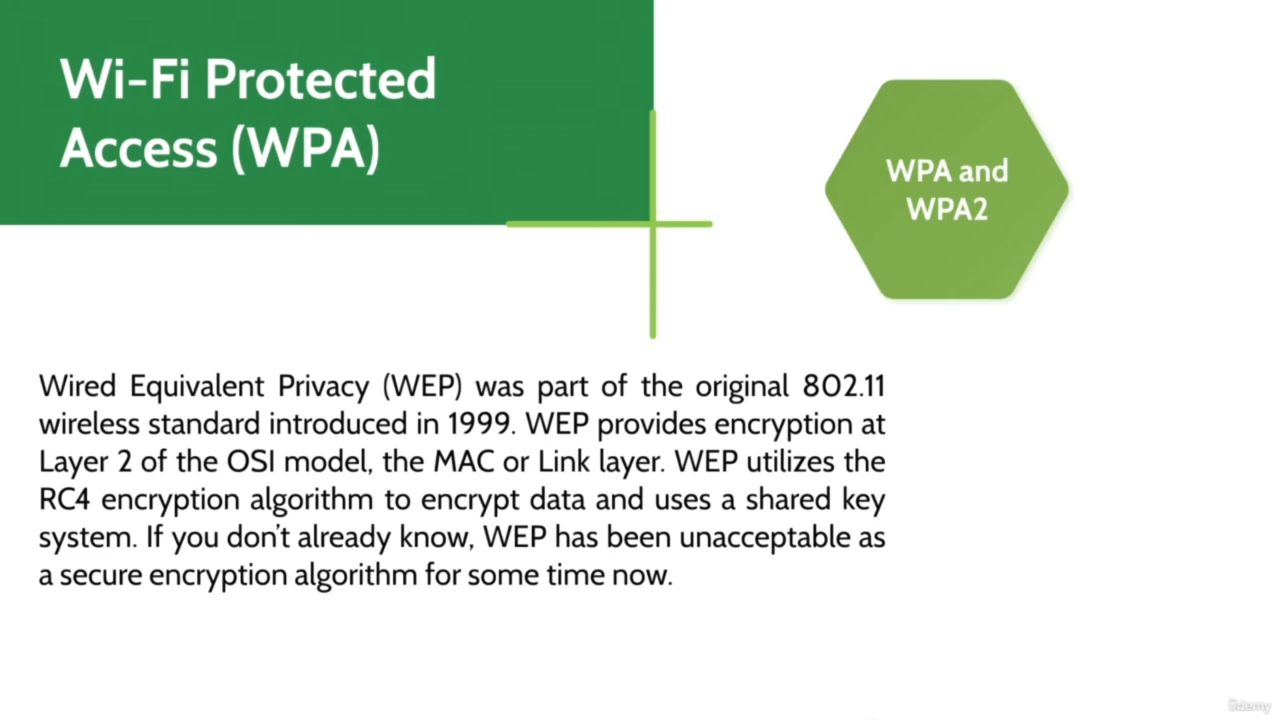 Wi-Fi Protected
Access (WPA)
WPA and
WPA2
Wired Equivalent Privacy (WEP) was part of the original 802.11
wireless standard introduced in 1999. WEP provides encryption at
Layer 2 of the OSI model, the MAC or Link layer. WEP utilizes the
RC4 encryption algorithm to encrypt data and uses a shared key
system. If you don't already know, WEP has been unacceptable as
a secure encryption algorithm for some time now.
ûdemy